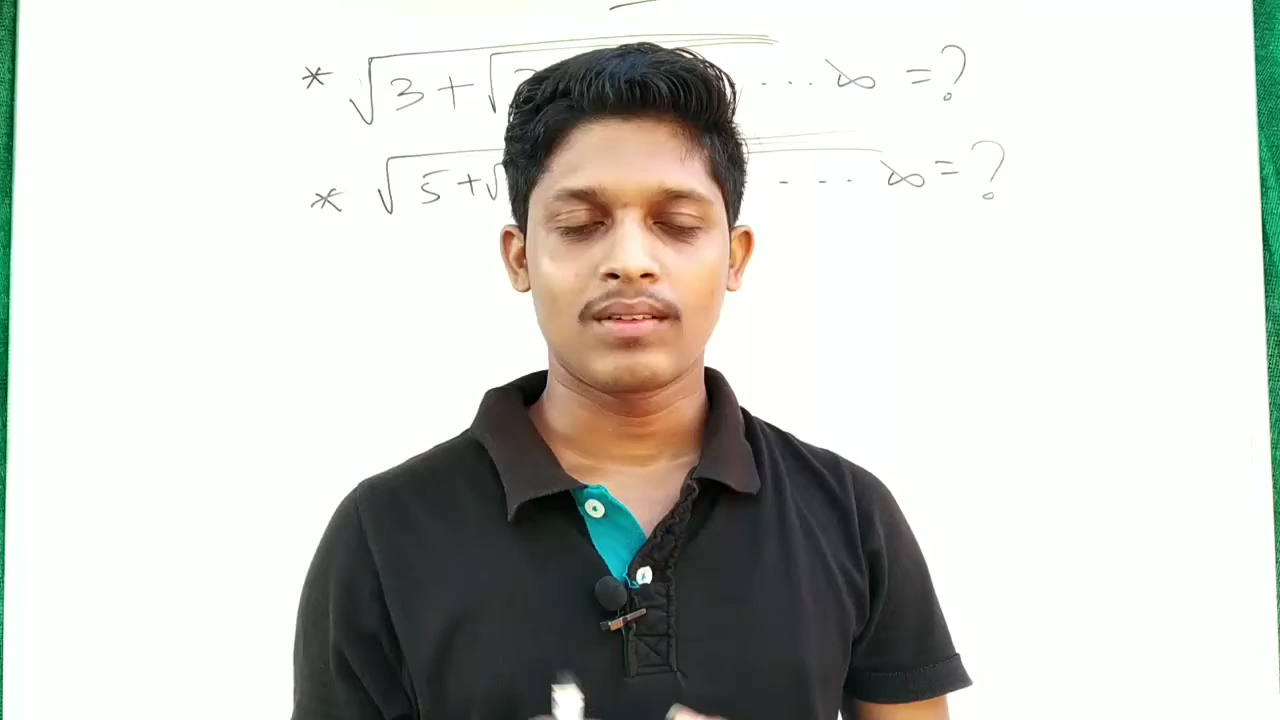 * √3+√ ... ∞ =?
* √5+√ ... ∞ =?